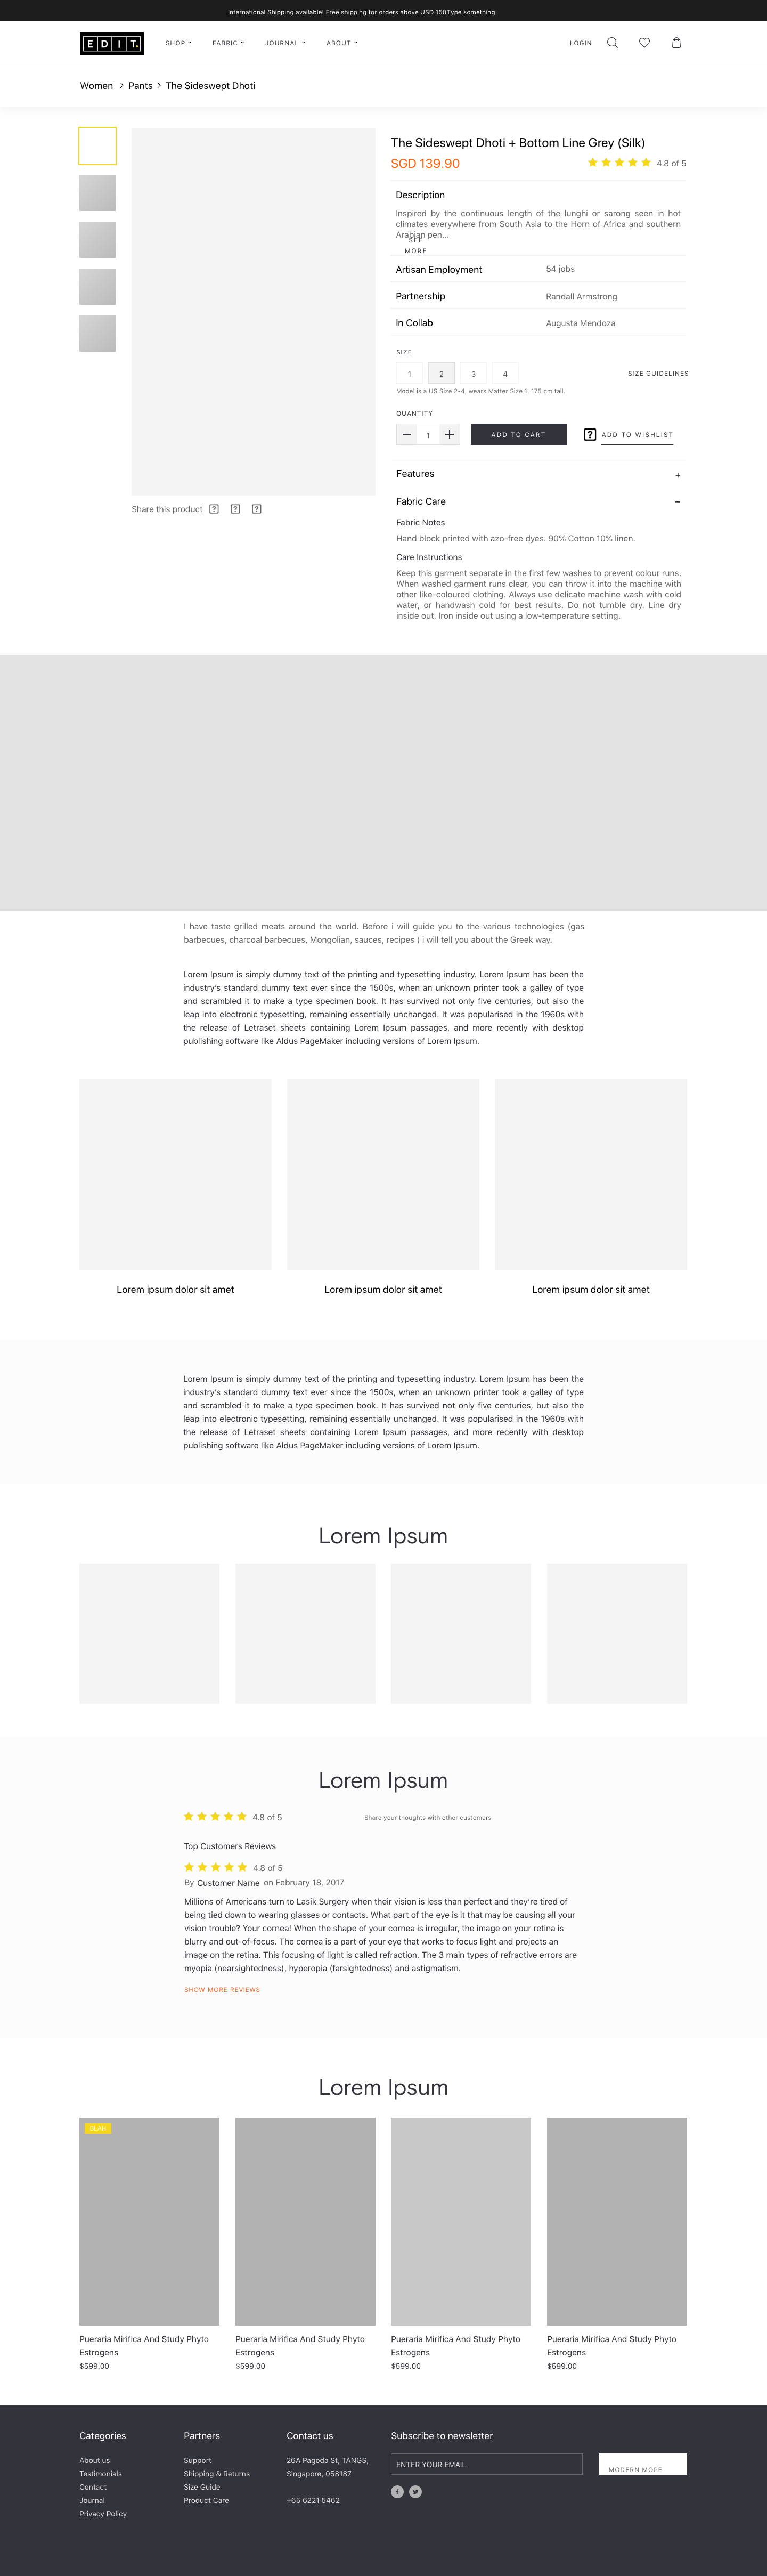 International Shipping available! Free shipping for orders above USD 150Type something
EDIT.
SHOP
FABRIC
JOURNAL
ABOUT
LOGIN
Women > Pants > The Sideswept Dhoti
The Sideswept Dhoti + Bottom Line Grey (Silk)
SGD 139.90
4.8 of 5
Description
Inspired by the continuous length of the lunghi or sarong seen in hot
climates everywhere from South Asia to the Horn of Africa and southern
Arabian pen...
SEE
MORE
Artisan Employment
54 jobs
Partnership
Randall Armstrong
In Collab
Augusta Mendoza
SIZE
1 2 3 4
SIZE GUIDELINES
Model is a US Size 2-4, wears Matter Size 1. 175 cm tall.
QUANTITY
1
ADD TO CART
? ADD TO WISHLIST
Features +
Fabric Care −
Fabric Notes
Hand block printed with azo-free dyes. 90% Cotton 10% linen.
Care Instructions
Keep this garment separate in the first few washes to prevent colour runs.
When washed garment runs clear, you can throw it into the machine with
other like-coloured clothing. Always use delicate machine wash with cold
water, or handwash cold for best results. Do not tumble dry. Line dry
inside out. Iron inside out using a low-temperature setting.
Share this product ? ? ?
I have taste grilled meats around the world. Before i will guide you to the various technologies (gas
barbecues, charcoal barbecues, Mongolian, sauces, recipes ) i will tell you about the Greek way.
Lorem Ipsum is simply dummy text of the printing and typesetting industry. Lorem Ipsum has been the
industry's standard dummy text ever since the 1500s, when an unknown printer took a galley of type
and scrambled it to make a type specimen book. It has survived not only five centuries, but also the
leap into electronic typesetting, remaining essentially unchanged. It was popularised in the 1960s with
the release of Letraset sheets containing Lorem Ipsum passages, and more recently with desktop
publishing software like Aldus PageMaker including versions of Lorem Ipsum.
Lorem ipsum dolor sit amet
Lorem ipsum dolor sit amet
Lorem ipsum dolor sit amet
Lorem Ipsum is simply dummy text of the printing and typesetting industry. Lorem Ipsum has been the
industry's standard dummy text ever since the 1500s, when an unknown printer took a galley of type
and scrambled it to make a type specimen book. It has survived not only five centuries, but also the
leap into electronic typesetting, remaining essentially unchanged. It was popularised in the 1960s with
the release of Letraset sheets containing Lorem Ipsum passages, and more recently with desktop
publishing software like Aldus PageMaker including versions of Lorem Ipsum.
Lorem Ipsum
Lorem Ipsum
4.8 of 5
Share your thoughts with other customers
Top Customers Reviews
4.8 of 5
By Customer Name on February 18, 2017
Millions of Americans turn to Lasik Surgery when their vision is less than perfect and they're tired of
being tied down to wearing glasses or contacts. What part of the eye is it that may be causing all your
vision trouble? Your cornea! When the shape of your cornea is irregular, the image on your retina is
blurry and out-of-focus. The cornea is a part of your eye that works to focus light and projects an
image on the retina. This focusing of light is called refraction. The 3 main types of refractive errors are
myopia (nearsightedness), hyperopia (farsightedness) and astigmatism.
SHOW MORE REVIEWS
Lorem Ipsum
BLAH
Pueraria Mirifica And Study Phyto
Estrogens
$599.00
Pueraria Mirifica And Study Phyto
Estrogens
$599.00
Pueraria Mirifica And Study Phyto
Estrogens
$599.00
Pueraria Mirifica And Study Phyto
Estrogens
$599.00
Categories
About us
Testimonials
Contact
Journal
Privacy Policy
Partners
Support
Shipping & Returns
Size Guide
Product Care
Contact us
26A Pagoda St, TANGS,
Singapore, 058187
+65 6221 5462
Subscribe to newsletter
ENTER YOUR EMAIL
MODERN MOPE